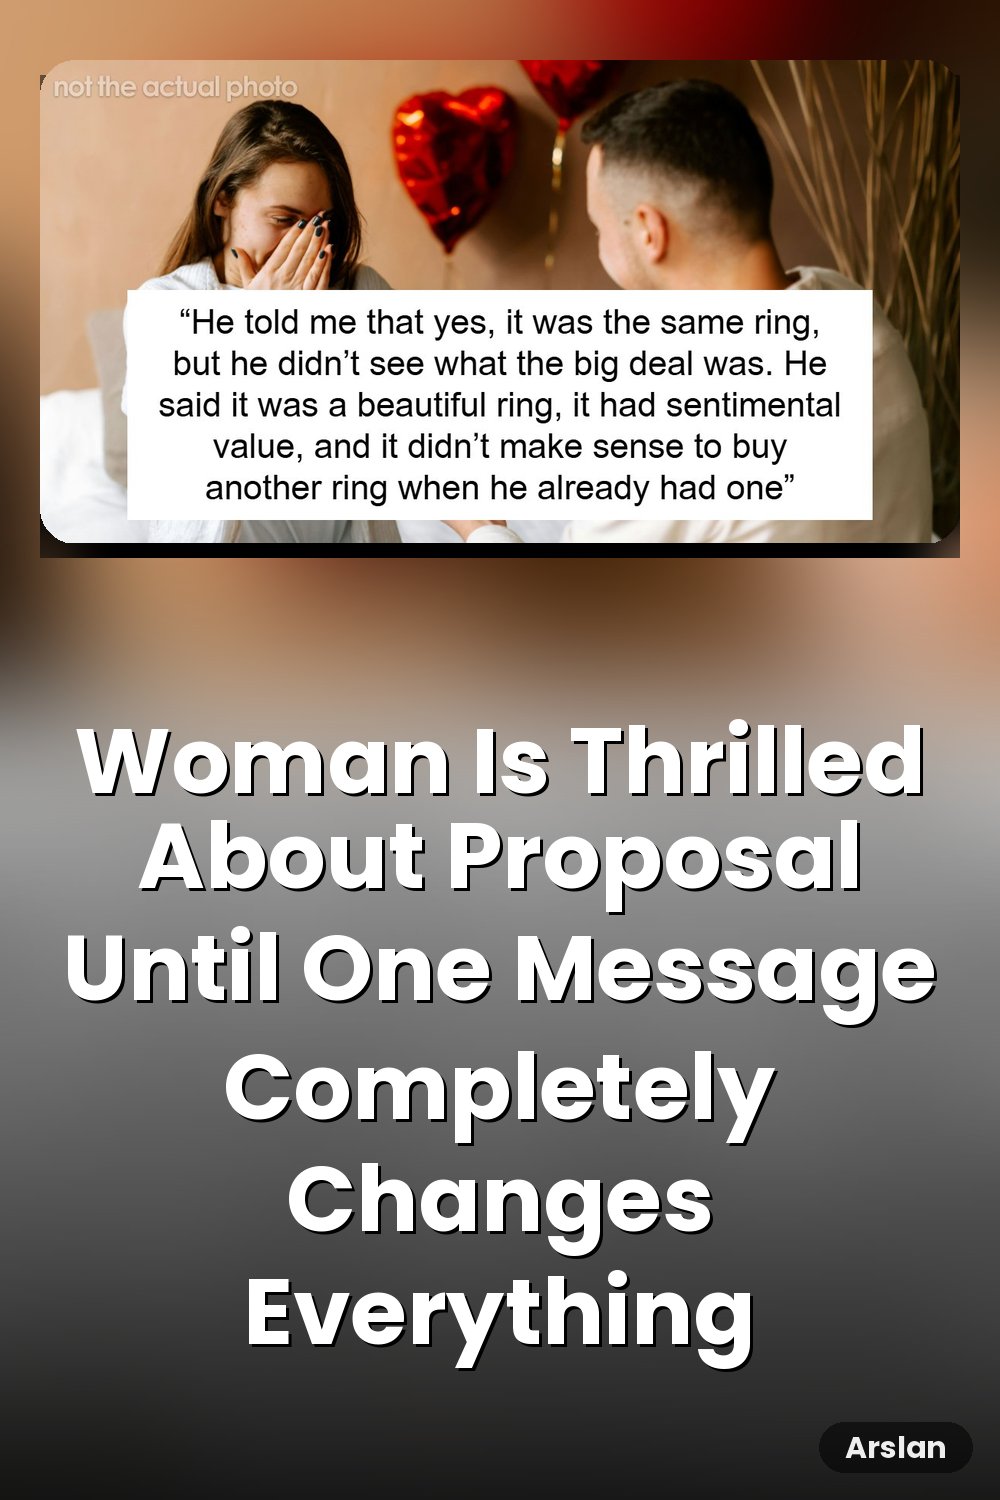 not the actual photo
“He told me that yes, it was the same ring,
but he didn’t see what the big deal was. He
said it was a beautiful ring, it had sentimental
value, and it didn’t make sense to buy
another ring when he already had one”
Woman Is Thrilled
About Proposal
Until One Message
Completely
Changes
Everything
Arslan